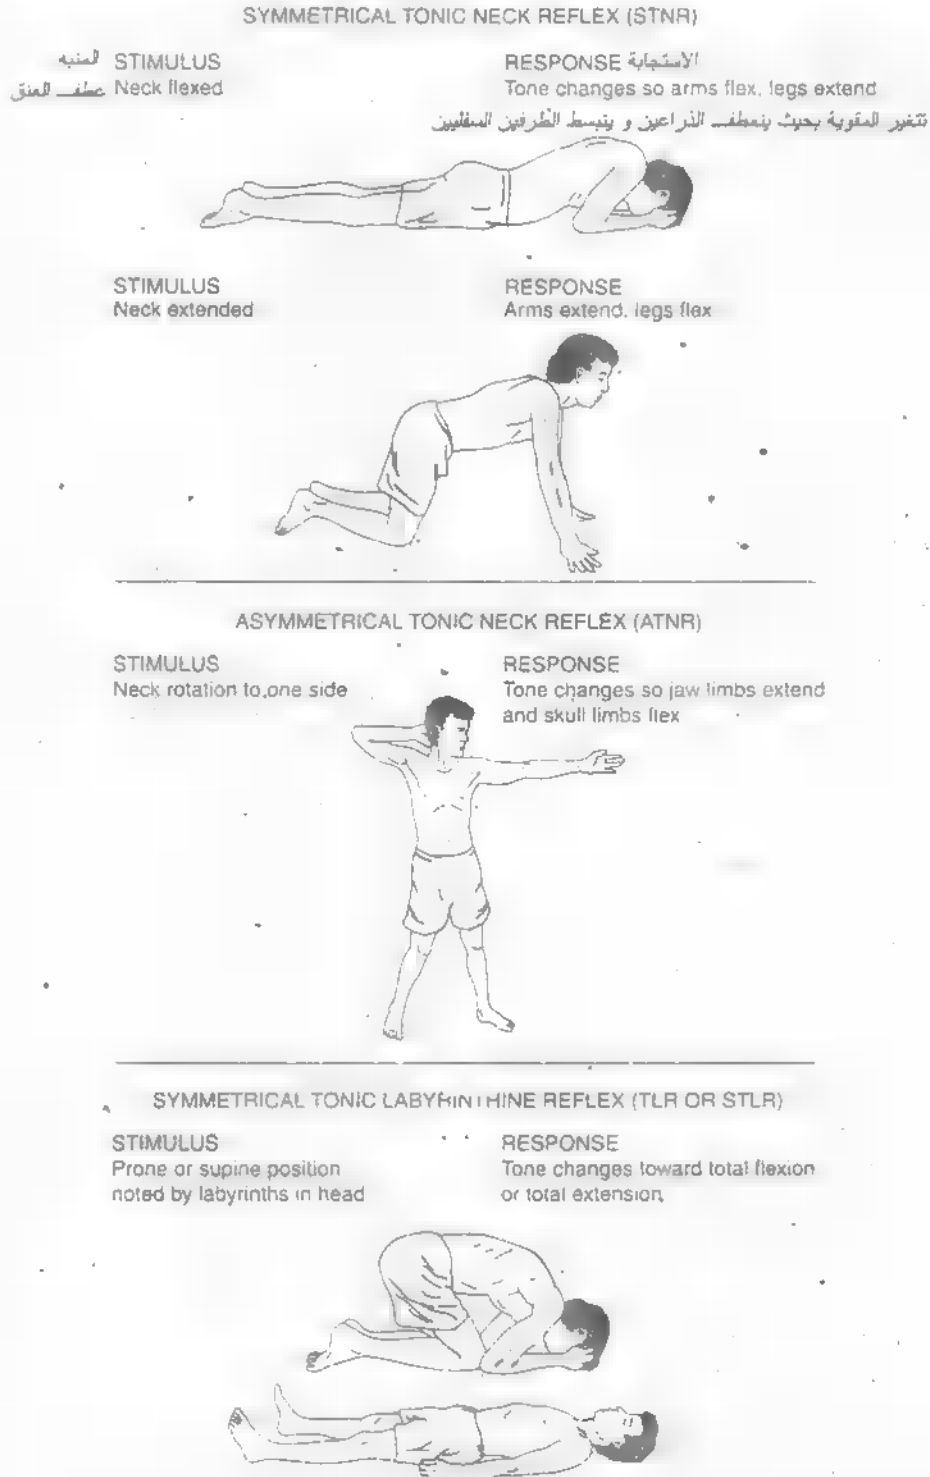 SYMMETRICAL TONIC NECK REFLEX (STNR)
المنبه STIMULUS
عطف العنق Neck flexed
RESPONSE الاستجابة
Tone changes so arms flex, legs extend
تتغير المقوية بحيث ينعطف الذراعين و ينبسط الطرفين السفليين
STIMULUS
Neck extended
RESPONSE
Arms extend, legs flex
ASYMMETRICAL TONIC NECK REFLEX (ATNR)
STIMULUS
Neck rotation to one side
RESPONSE
Tone changes so jaw limbs extend
and skull limbs flex
SYMMETRICAL TONIC LABYRINTHINE REFLEX (TLR OR STLR)
STIMULUS
Prone or supine position
noted by labyrinths in head
RESPONSE
Tone changes toward total flexion
or total extension